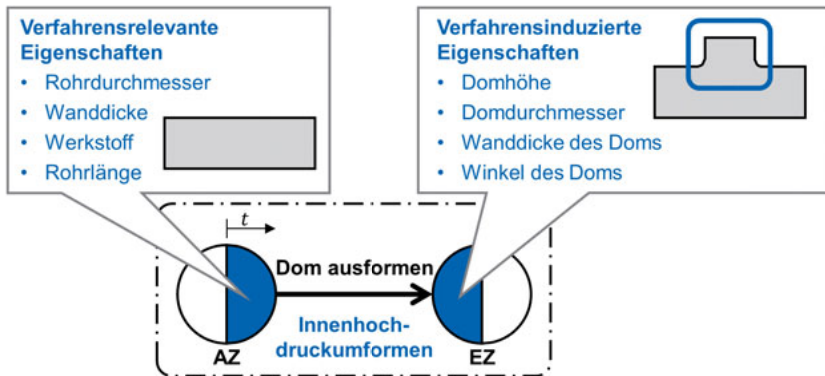 Verfahrensrelevante
Eigenschaften
• Rohrdurchmesser
• Wanddicke
• Werkstoff
• Rohrlänge
Verfahrensinduzierte
Eigenschaften
• Domhöhe
• Domdurchmesser
• Wanddicke des Doms
• Winkel des Doms
t
Dom ausformen
Innenhoch-
druckumformen
AZ
EZ